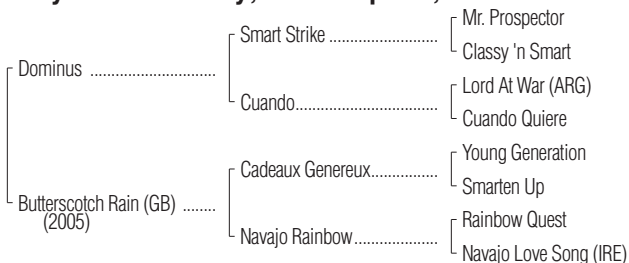 Mr. Prospector
Smart Strike ........................
Classy 'n Smart
Dominus ............................
Lord At War (ARG)
Cuando................................
Cuando Quiere
Young Generation
Cadeaux Genereux...............
Smarten Up
Butterscotch Rain (GB) ........
(2005)
Rainbow Quest
Navajo Rainbow...................
Navajo Love Song (IRE)